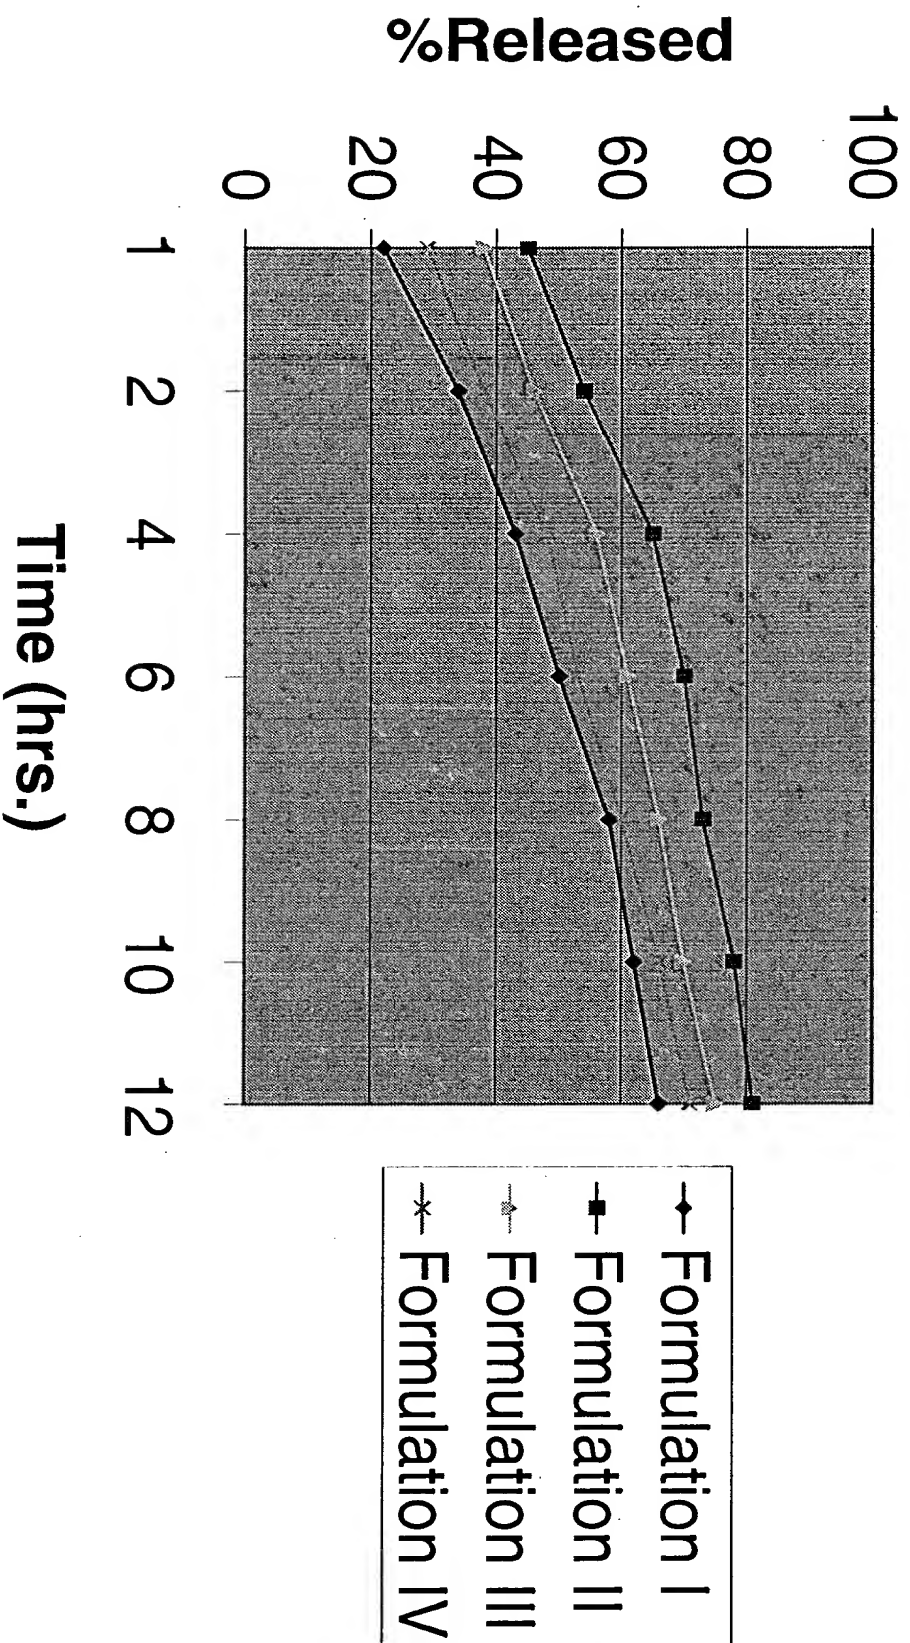 %Released
100
80
60
40
20
0
1 2 4 6 8 10 12
Time (hrs.)
Formulation I
Formulation II
Formulation III
Formulation IV